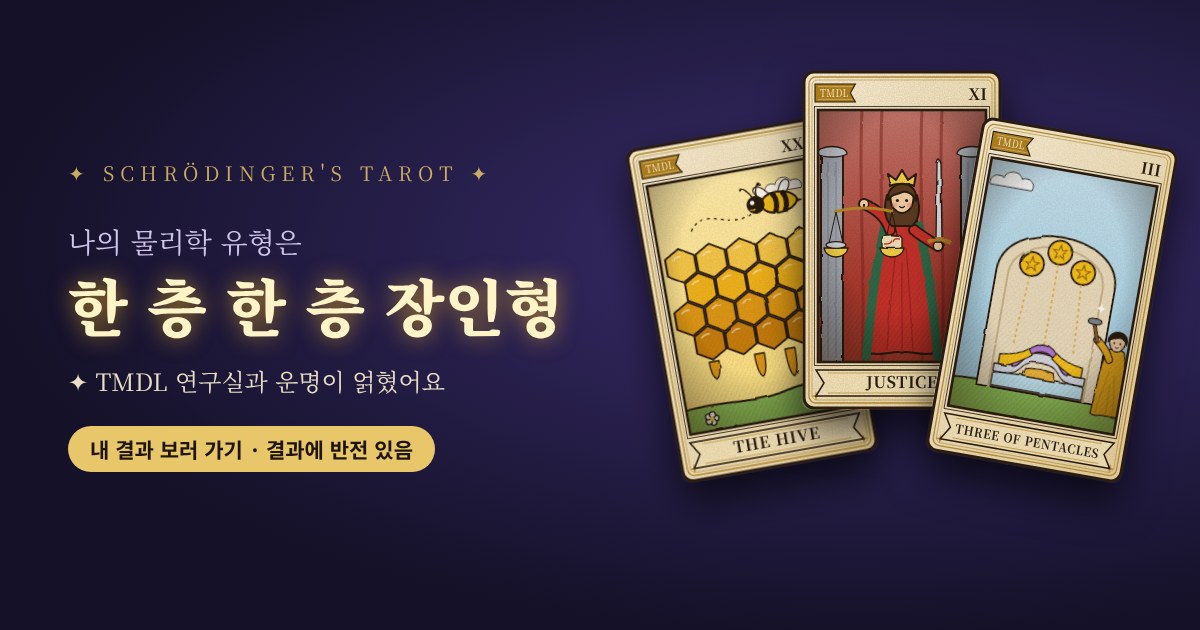 ✦ SCHRÖDINGER'S TAROT ✦
나의 물리학 유형은
한 층 한 층 장인형
✦ TMDL 연구실과 운명이 얽혔어요
내 결과 보러 가기 · 결과에 반전 있음
TMDL
XX
THE HIVE
TMDL
XI
JUSTICE
TMDL
III
THREE OF PENTACLES